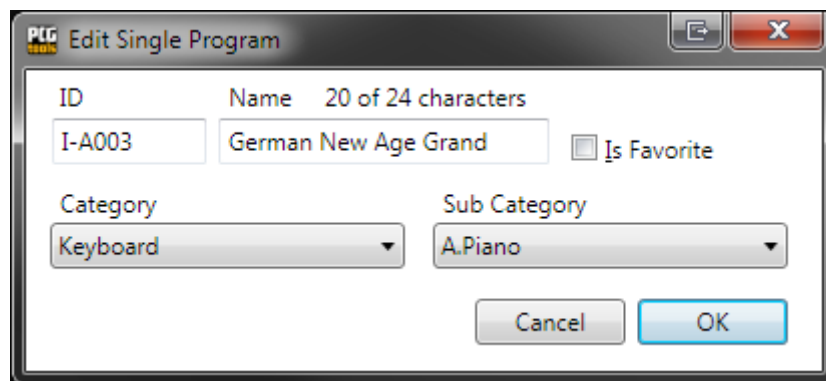 PCG tools Edit Single Program
ID Name 20 of 24 characters
I-A003 German New Age Grand Is Favorite
Category Sub Category
Keyboard A.Piano
Cancel OK